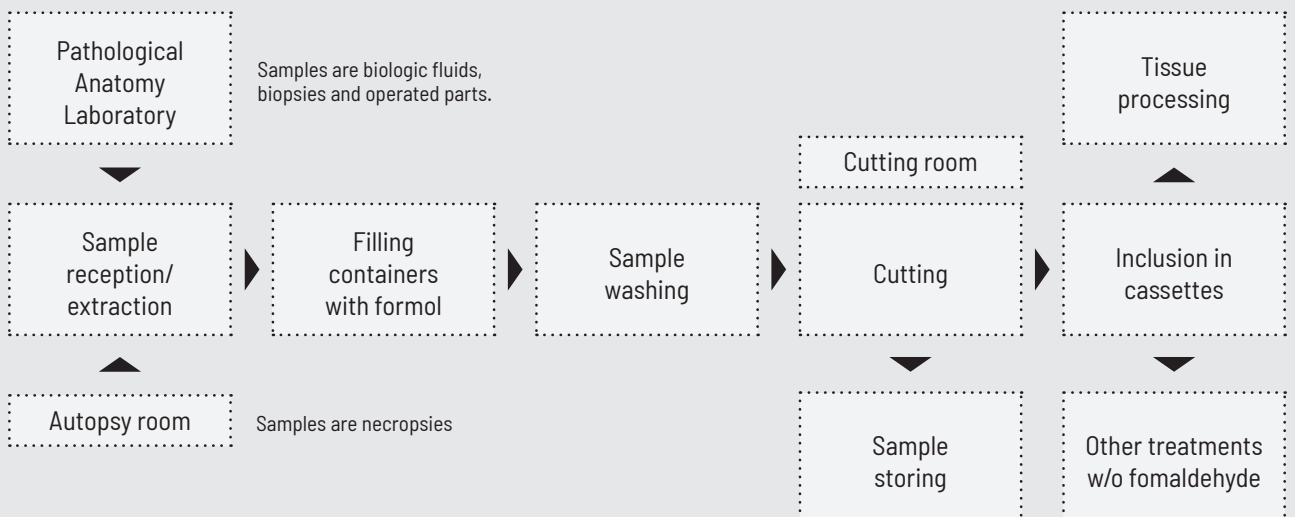 Pathological
Anatomy
Laboratory
Samples are biologic fluids,
biopsies and operated parts.
Tissue
processing
Cutting room
Sample
reception/
extraction
Filling
containers
with formol
Sample
washing
Cutting
Inclusion in
cassettes
Autopsy room
Samples are necropsies
Sample
storing
Other treatments
w/o fomaldehyde